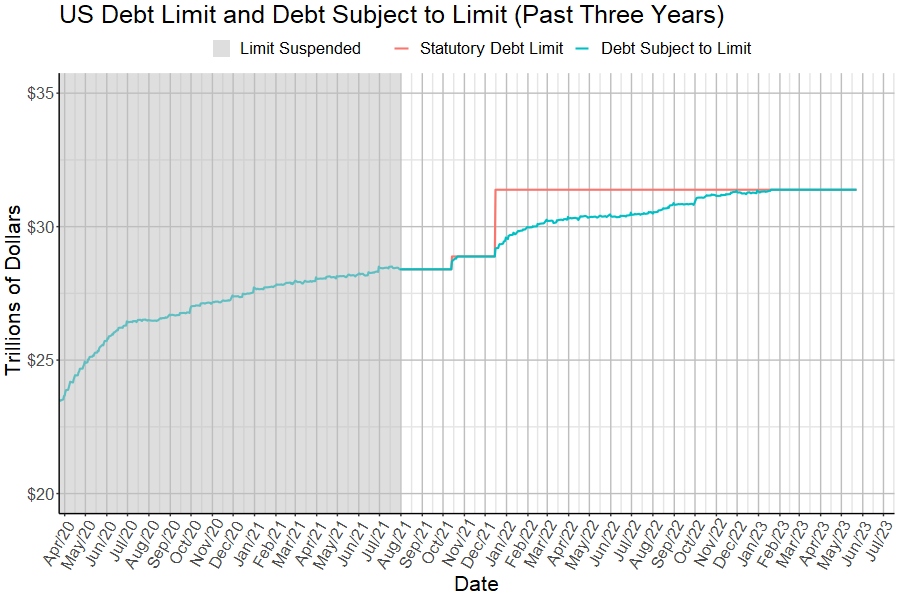 US Debt Limit and Debt Subject to Limit (Past Three Years)
Limit Suspended Statutory Debt Limit Debt Subject to Limit
Trillions of Dollars
$35
$30
$25
$20
Apr/20 May/20 Jun/20 Jul/20 Aug/20 Sep/20 Oct/20 Nov/20 Dec/20 Jan/21 Feb/21 Mar/21 Apr/21 May/21 Jun/21 Jul/21 Aug/21 Sep/21 Oct/21 Nov/21 Dec/21 Jan/22 Feb/22 Mar/22 Apr/22 May/22 Jun/22 Jul/22 Aug/22 Sep/22 Oct/22 Nov/22 Dec/22 Jan/23 Feb/23 Mar/23 Apr/23 May/23 Jun/23 Jul/23
Date